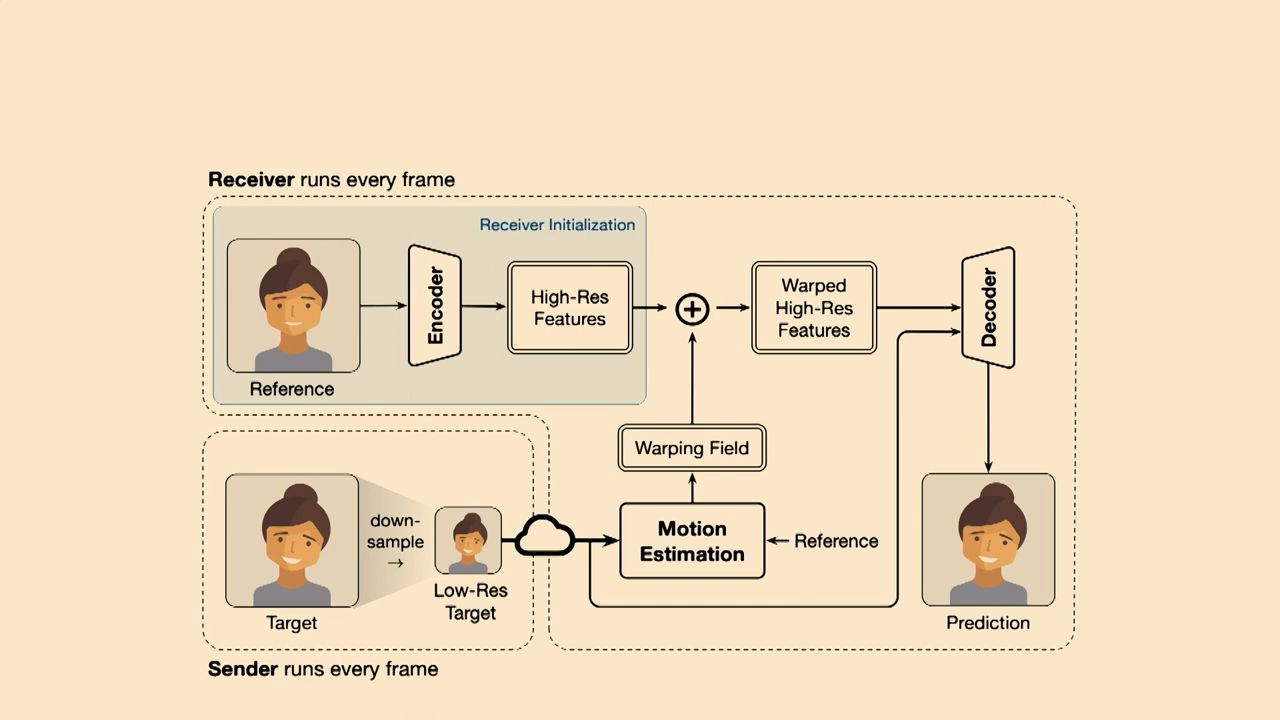 Receiver runs every frame
Receiver Initialization
Encoder
High-Res
Features
Warped
High-Res
Features
Decoder
Reference
Warping Field
down-
sample
→
Motion
Estimation
Reference
Low-Res
Target
Target
Prediction
Sender runs every frame